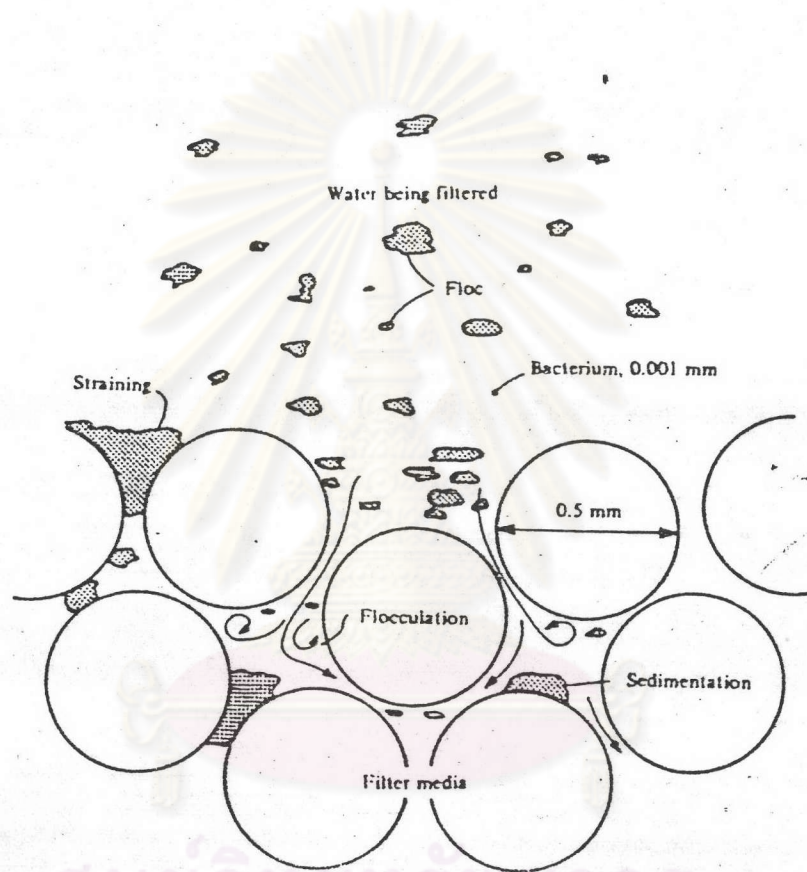 Water being filtered
Floc
Bacterium, 0.001 mm
Straining
0.5 mm
Flocculation
Sedimentation
Filter media